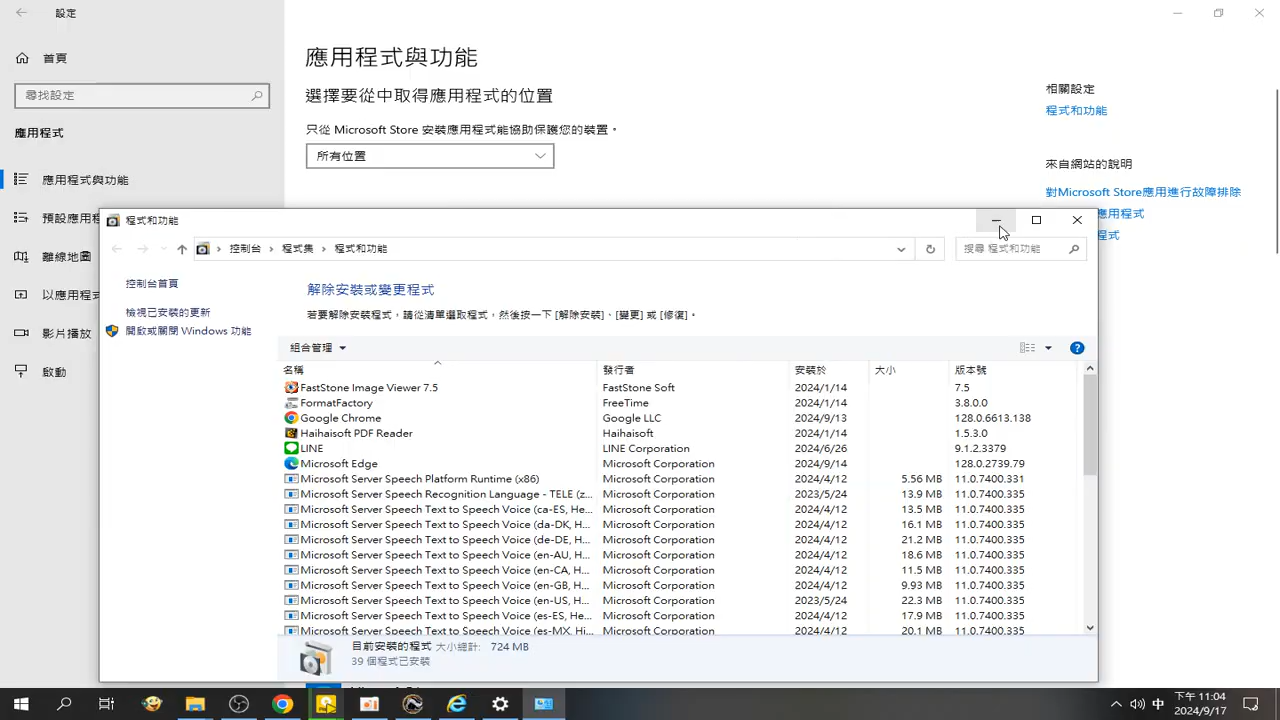 設定
首頁
尋找設定
應用程式
應用程式與功能
預設應用程
離線地圖
以應用程式
影片播放
啟動
應用程式與功能
選擇要從中取得應用程式的位置
只從 Microsoft Store 安裝應用程式能協助保護您的裝置。
所有位置
相關設定
程式和功能
來自網站的說明
對Microsoft Store應用進行故障排除
應用程式
程式
程式和功能
控制台 › 程式集 › 程式和功能
搜尋 程式和功能
控制台首頁
檢視已安裝的更新
開啟或關閉 Windows 功能
解除安裝或變更程式
若要解除安裝程式，請從清單選取程式，然後按一下 [解除安裝]、[變更] 或 [修復]。
組合管理
名稱 發行者 安裝於 大小 版本號
FastStone Image Viewer 7.5 FastStone Soft 2024/1/14 7.5
FormatFactory FreeTime 2024/1/14 3.8.0.0
Google Chrome Google LLC 2024/9/13 128.0.6613.138
Haihaisoft PDF Reader Haihaisoft 2024/1/14 1.5.3.0
LINE LINE Corporation 2024/6/26 9.1.2.3379
Microsoft Edge Microsoft Corporation 2024/9/14 128.0.2739.79
Microsoft Server Speech Platform Runtime (x86) Microsoft Corporation 2024/4/12 5.56 MB 11.0.7400.331
Microsoft Server Speech Recognition Language - TELE (z... Microsoft Corporation 2023/5/24 13.9 MB 11.0.7400.335
Microsoft Server Speech Text to Speech Voice (ca-ES, He... Microsoft Corporation 2024/4/12 13.5 MB 11.0.7400.335
Microsoft Server Speech Text to Speech Voice (da-DK, H... Microsoft Corporation 2024/4/12 16.1 MB 11.0.7400.335
Microsoft Server Speech Text to Speech Voice (de-DE, H... Microsoft Corporation 2024/4/12 21.2 MB 11.0.7400.335
Microsoft Server Speech Text to Speech Voice (en-AU, H... Microsoft Corporation 2024/4/12 18.6 MB 11.0.7400.335
Microsoft Server Speech Text to Speech Voice (en-CA, H... Microsoft Corporation 2024/4/12 11.5 MB 11.0.7400.335
Microsoft Server Speech Text to Speech Voice (en-GB, H... Microsoft Corporation 2024/4/12 9.93 MB 11.0.7400.335
Microsoft Server Speech Text to Speech Voice (en-US, H... Microsoft Corporation 2023/5/24 22.3 MB 11.0.7400.335
Microsoft Server Speech Text to Speech Voice (es-ES, He... Microsoft Corporation 2024/4/12 17.9 MB 11.0.7400.335
Microsoft Server Speech Text to Speech Voice (es-MX, Hi... Microsoft Corporation 2024/4/12 20.1 MB 11.0.7400.335
目前安裝的程式 大小總計: 724 MB
39 個程式已安裝
中
下午 11:04
2024/9/17